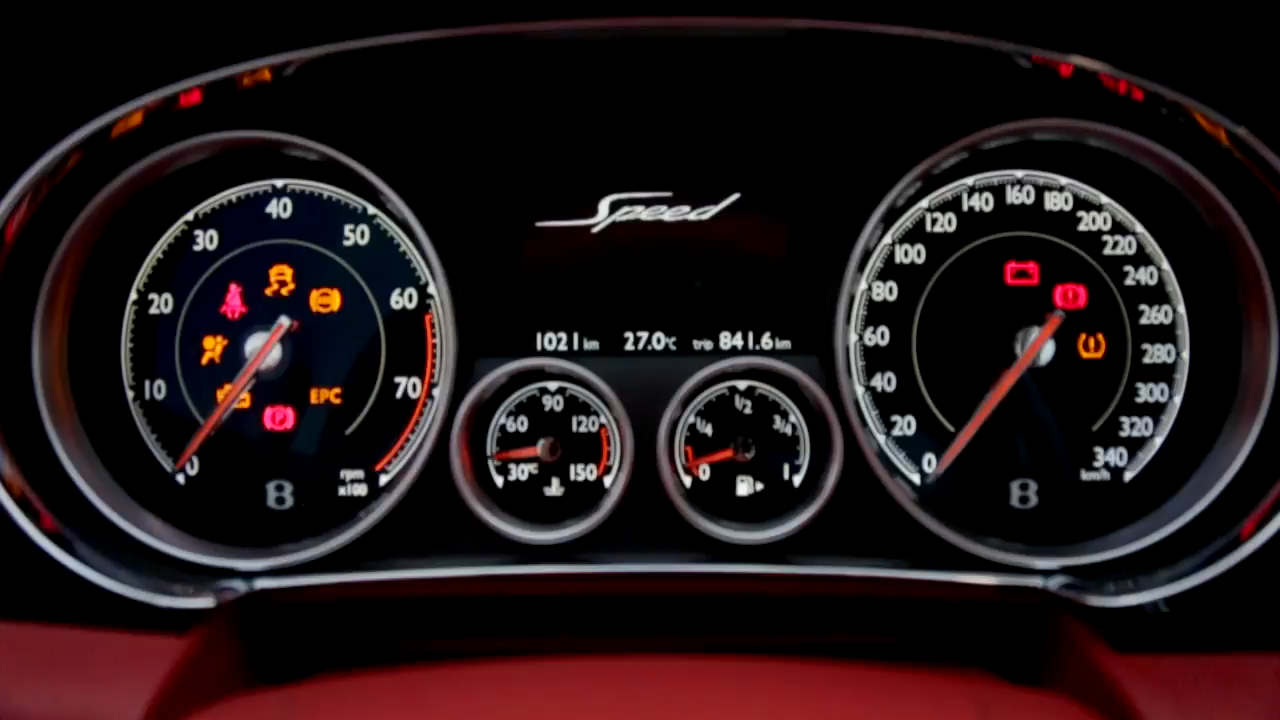 Speed
1021 km 27.0°C trip 841.6 km
0 10 20 30 40 50 60 70
rpm
x100
EPC
P
B
30°C 60 90 120 150
0 1/4 1/2 3/4 1
0 20 40 60 80 100 120 140 160 180 200 220 240 260 280 300 320 340
km/h
B